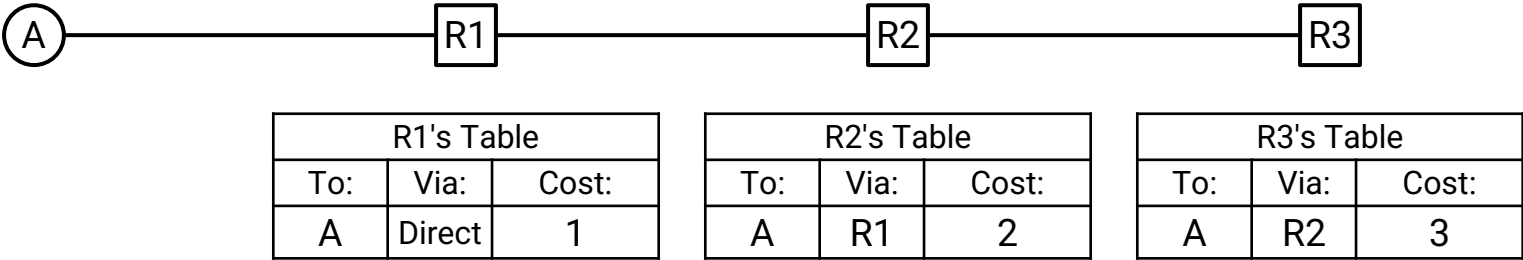 A R1 R2 R3
R1's Table R2's Table R3's Table
To: Via: Cost: To: Via: Cost: To: Via: Cost:
A Direct 1 A R1 2 A R2 3